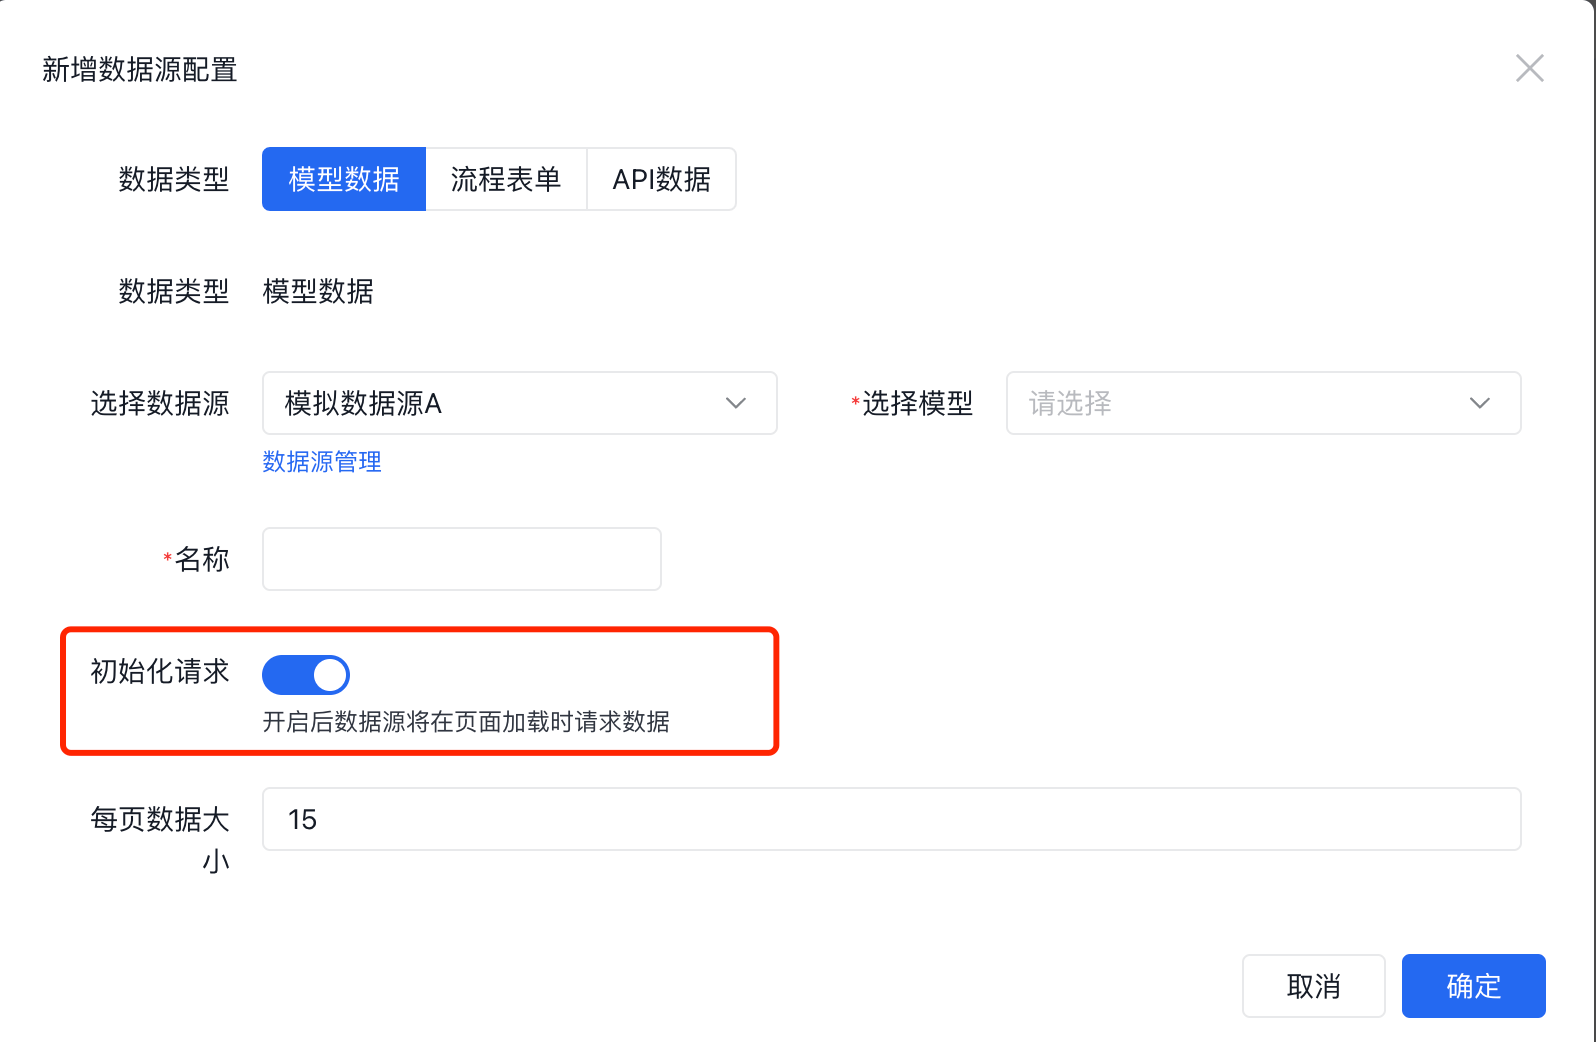 新增数据源配置
数据类型 模型数据 流程表单 API数据
数据类型 模型数据
选择数据源 模拟数据源A *选择模型 请选择
数据源管理
*名称
初始化请求
开启后数据源将在页面加载时请求数据
每页数据大 15
小
取消 确定